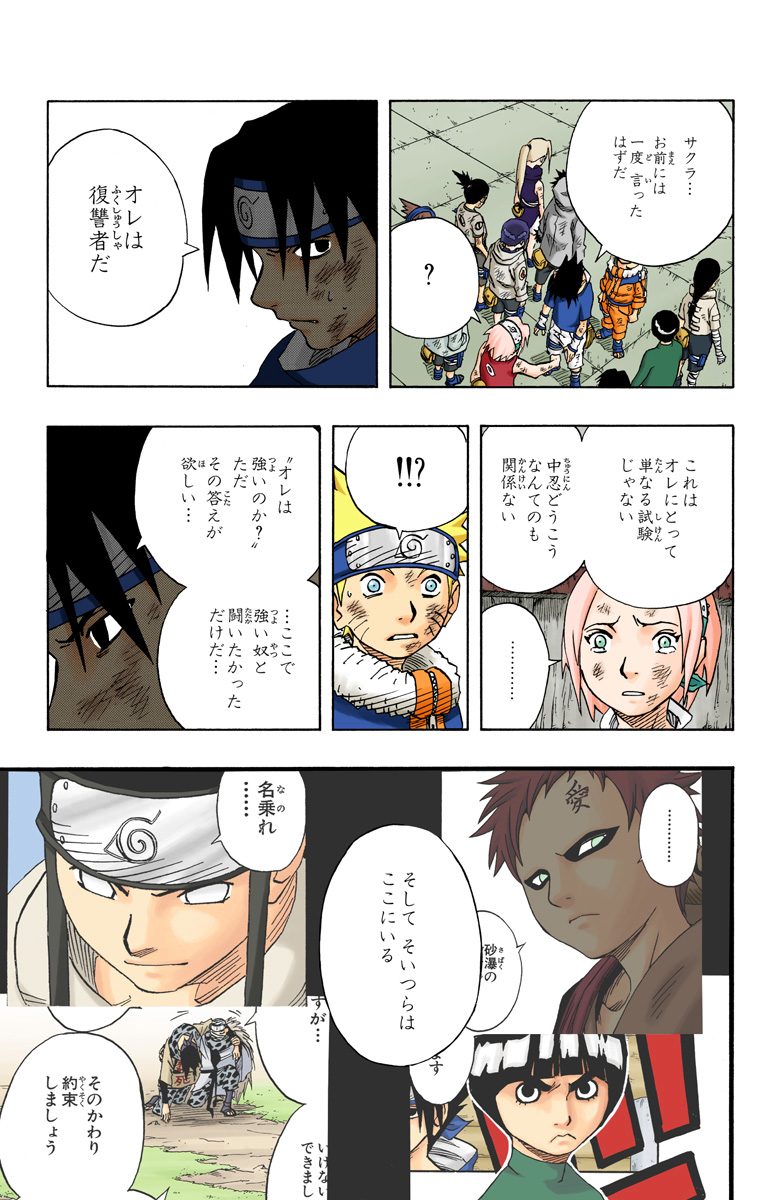 サクラ…
お前には
一度 言った
はずだ
?
オレは
復讐者だ
これは
オレにとって
単なる試験
じゃない
中忍どうこう
なんてのも
関係ない
………
!!?
“オレは
強いのか?”
ただ
その答えが
欲しい…
…ここで
強い奴と
闘いたかった
だけだ…
………
愛
砂瀑の
そして そいつらは
ここにいる
名乗れ
……
ます
すが…
いけない
できまし
そのかわり
約束
しましょう